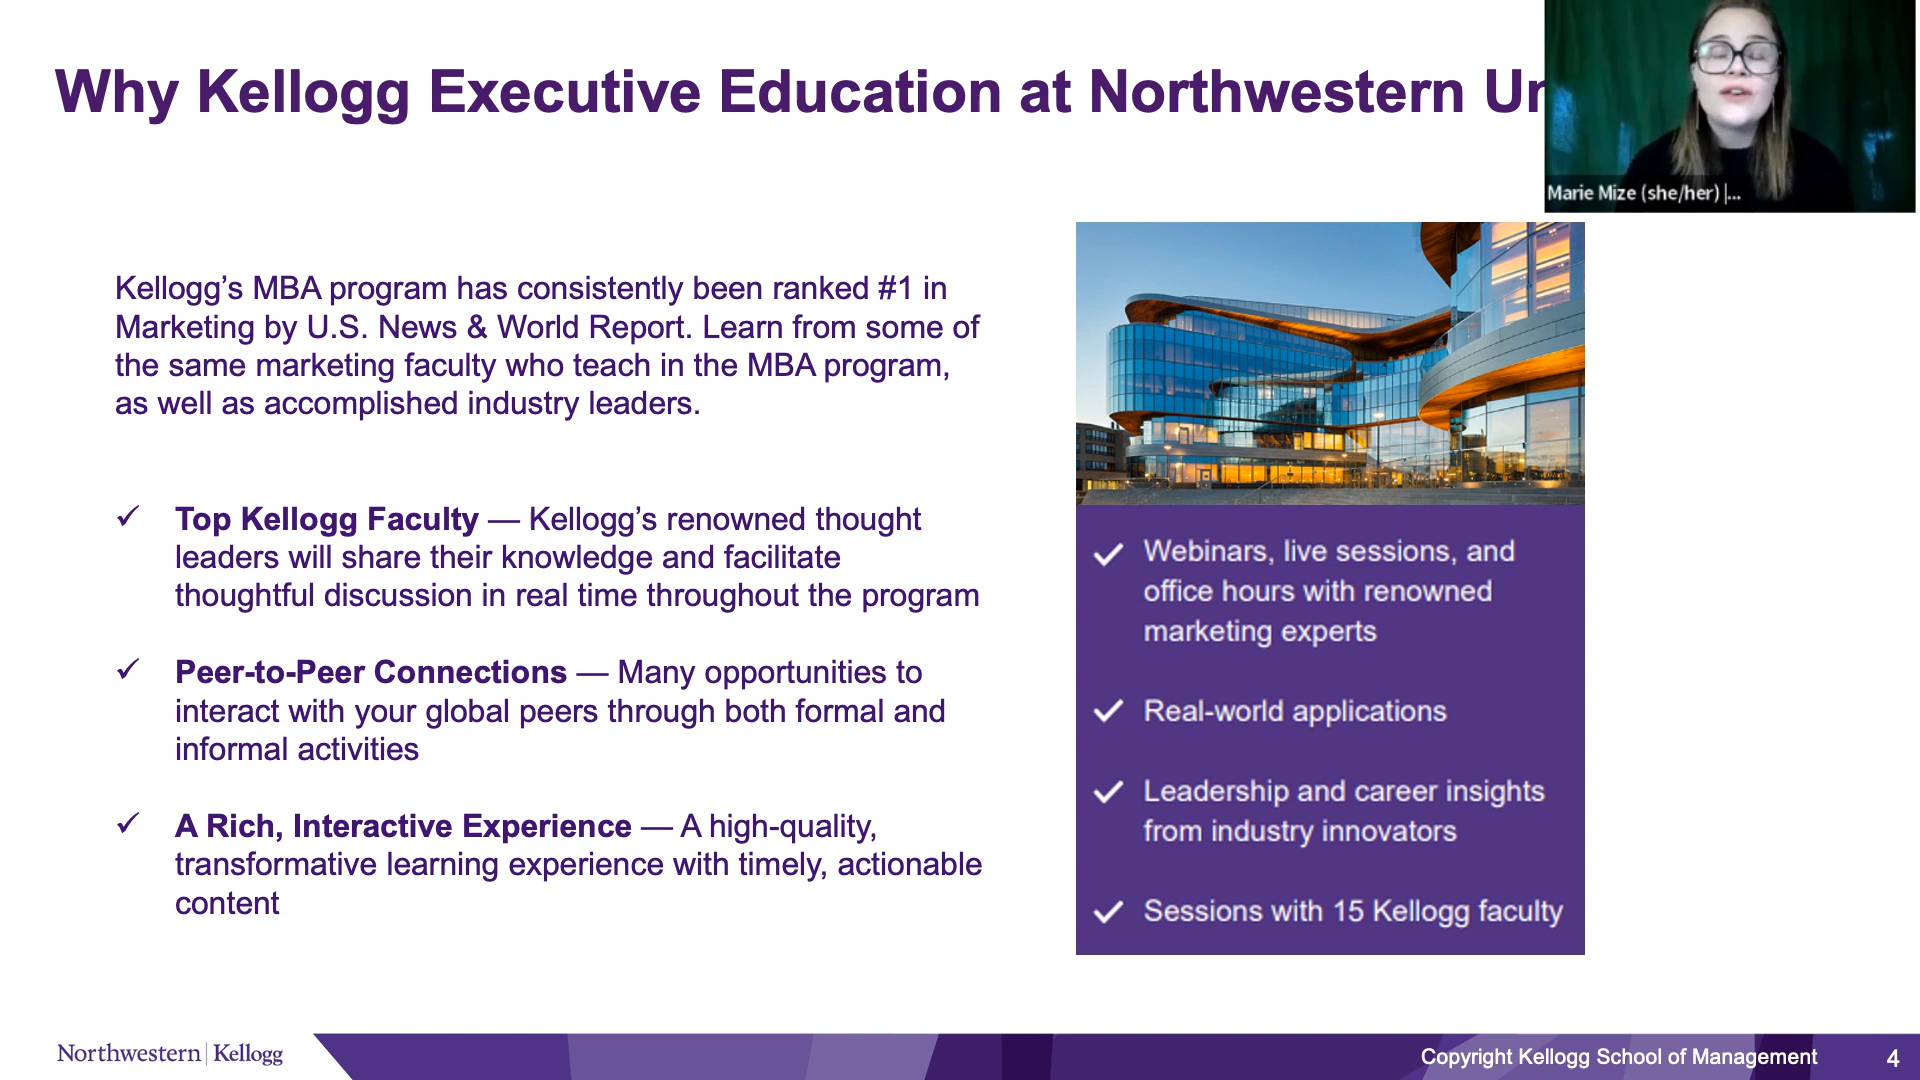 Why Kellogg Executive Education at Northwestern
Marie Mize (she/her) |...
Kellogg’s MBA program has consistently been ranked #1 in
Marketing by U.S. News & World Report. Learn from some of
the same marketing faculty who teach in the MBA program,
as well as accomplished industry leaders.
✓ Top Kellogg Faculty — Kellogg’s renowned thought
leaders will share their knowledge and facilitate
thoughtful discussion in real time throughout the program
✓ Peer-to-Peer Connections — Many opportunities to
interact with your global peers through both formal and
informal activities
✓ A Rich, Interactive Experience — A high-quality,
transformative learning experience with timely, actionable
content
✓ Webinars, live sessions, and
office hours with renowned
marketing experts
✓ Real-world applications
✓ Leadership and career insights
from industry innovators
✓ Sessions with 15 Kellogg faculty
Northwestern | Kellogg
Copyright Kellogg School of Management
4